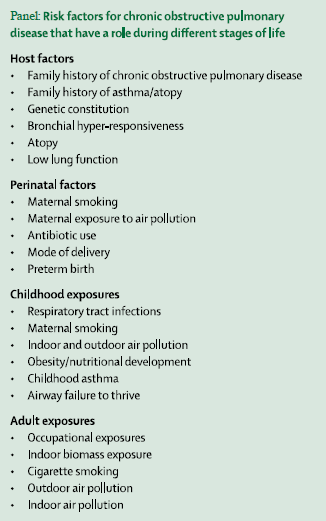 Panel: Risk factors for chronic obstructive pulmonary
disease that have a role during different stages of life
Host factors
• Family history of chronic obstructive pulmonary disease
• Family history of asthma/atopy
• Genetic constitution
• Bronchial hyper-responsiveness
• Atopy
• Low lung function
Perinatal factors
• Maternal smoking
• Maternal exposure to air pollution
• Antibiotic use
• Mode of delivery
• Preterm birth
Childhood exposures
• Respiratory tract infections
• Maternal smoking
• Indoor and outdoor air pollution
• Obesity/nutritional development
• Childhood asthma
• Airway failure to thrive
Adult exposures
• Occupational exposures
• Indoor biomass exposure
• Cigarette smoking
• Outdoor air pollution
• Indoor air pollution